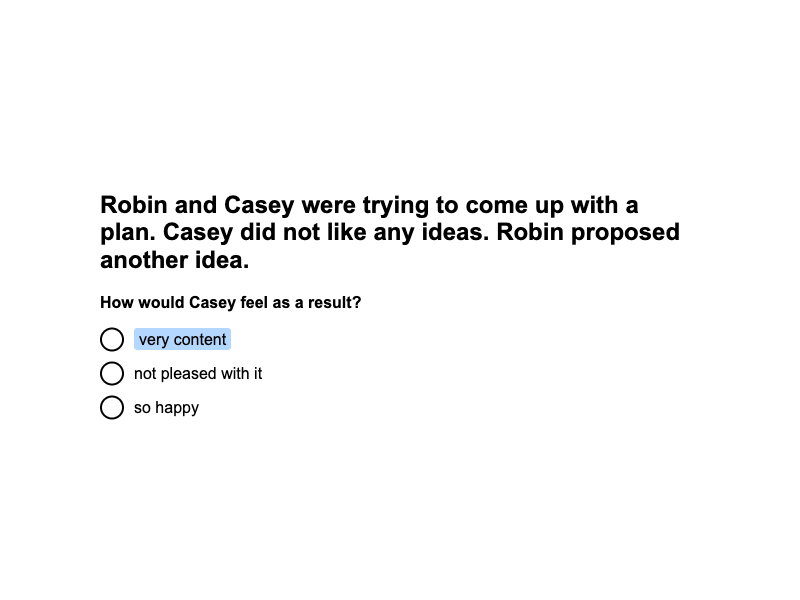 Robin and Casey were trying to come up with a
plan. Casey did not like any ideas. Robin proposed
another idea.
How would Casey feel as a result?
very content
not pleased with it
so happy